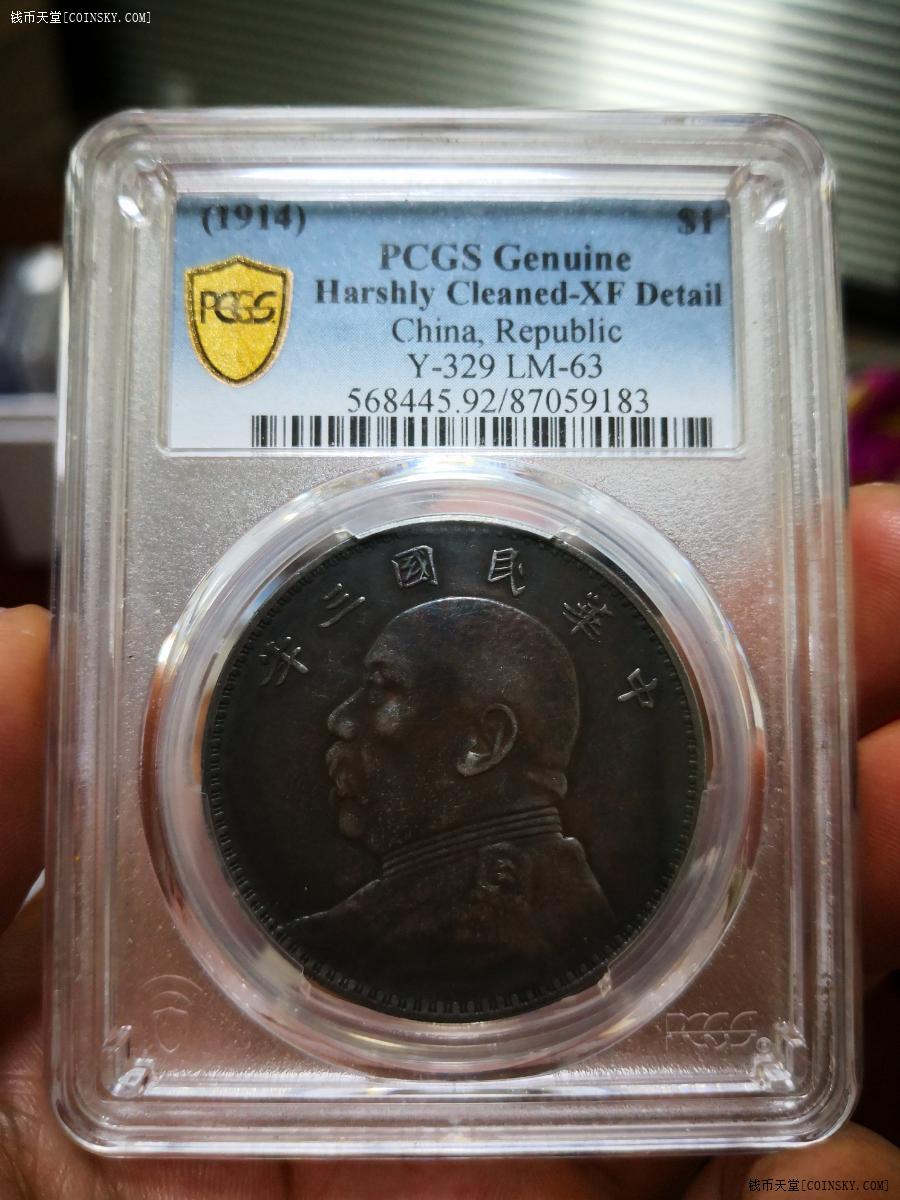 钱币天堂[COINSKY.COM]
(1914) $1
PCGS Genuine
PCGS
Harshly Cleaned-XF Detail
China, Republic
Y-329 LM-63
568445.92/87059183
年三國民華中
PCGS
钱币天堂[COINSKY.COM]